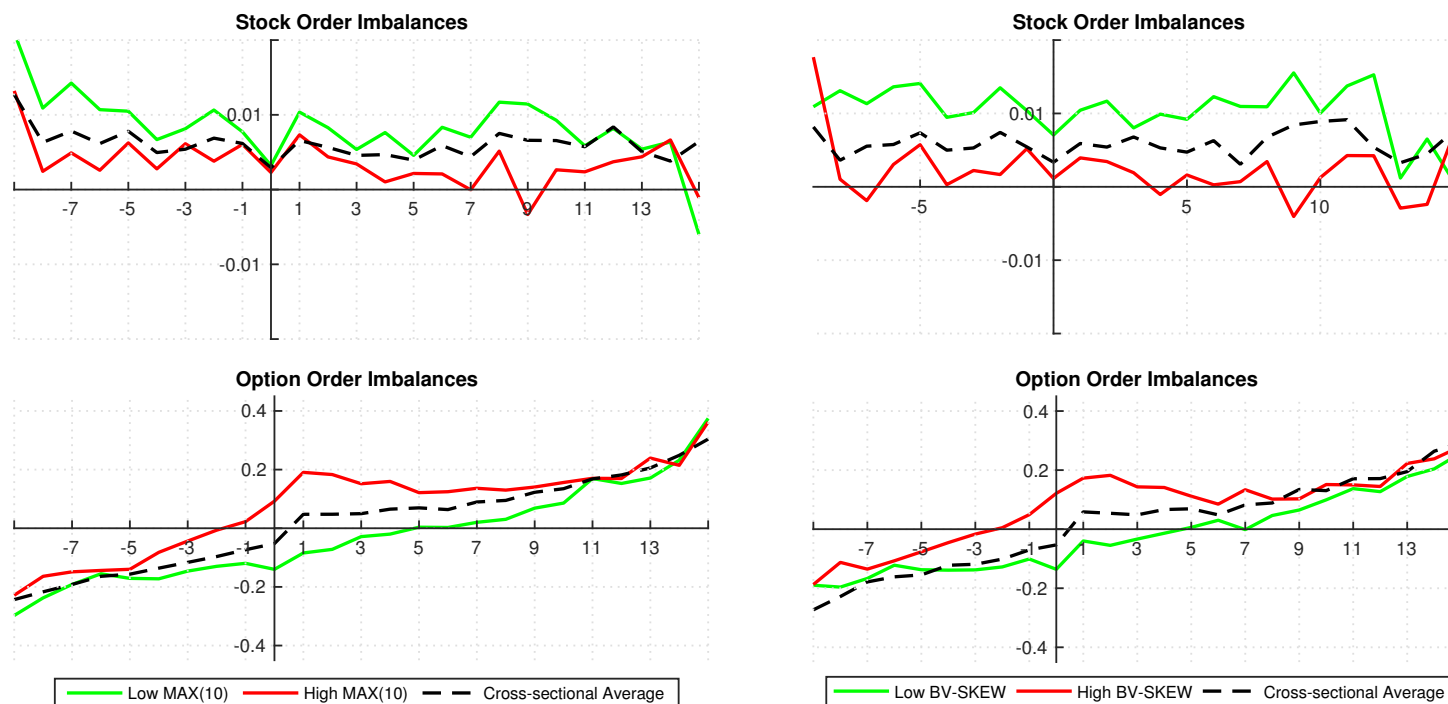 Stock Order Imbalances
0.01
-7 -5 -3 -1 1 3 5 7 9 11 13
-0.01
Stock Order Imbalances
0.01
-5 5 10
-0.01
Option Order Imbalances
0.4
0.2
-7 -5 -3 -1 1 3 5 7 9 11 13
-0.2
-0.4
Low MAX(10) High MAX(10) Cross-sectional Average
Option Order Imbalances
0.4
0.2
-7 -5 -3 -1 1 3 5 7 9 11 13
-0.2
-0.4
Low BV-SKEW High BV-SKEW Cross-sectional Average